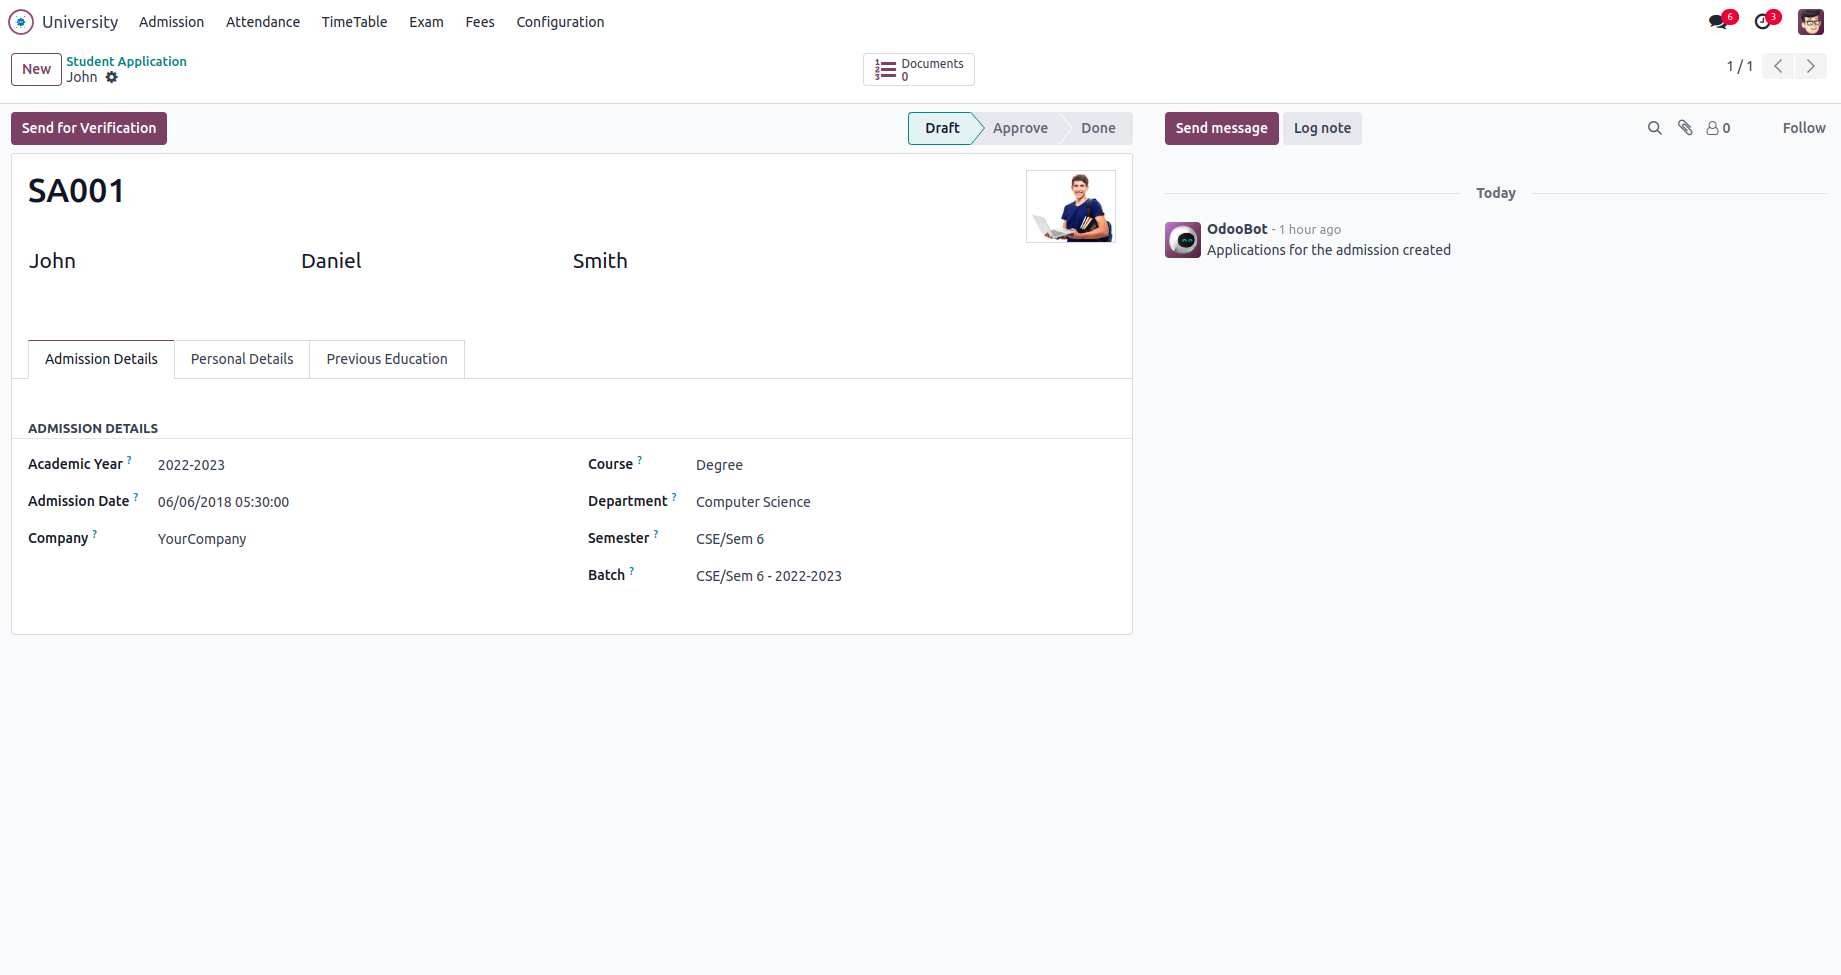 University Admission Attendance TimeTable Exam Fees Configuration 6 3
New Student Application
John
Documents
0
1 / 1
Send for Verification Draft Approve Done Send message Log note 0 Follow
SA001
Today
OdooBot - 1 hour ago
Applications for the admission created
John Daniel Smith
Admission Details Personal Details Previous Education
ADMISSION DETAILS
Academic Year ? 2022-2023 Course ? Degree
Admission Date ? 06/06/2018 05:30:00 Department ? Computer Science
Company ? YourCompany Semester ? CSE/Sem 6
Batch ? CSE/Sem 6 - 2022-2023